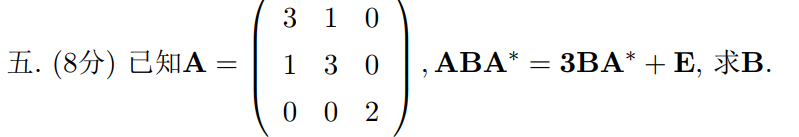 五. (8分) 已知A = ( 3 1 0
1 3 0
0 0 2 ), ABA* = 3BA* + E, 求B.